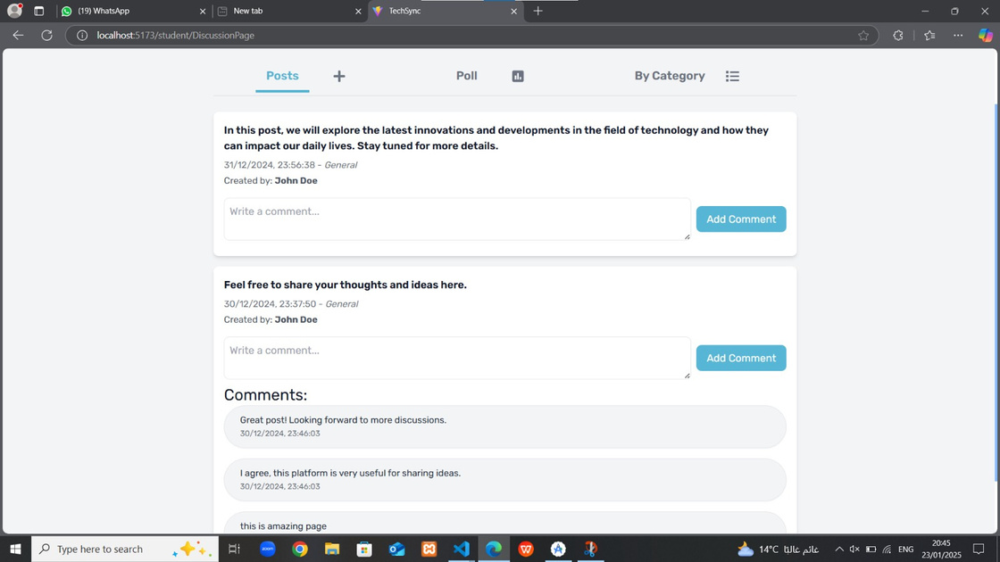 (19) WhatsApp
New tab
TechSync
localhost:5173/student/DiscussionPage
Posts
Poll
By Category
In this post, we will explore the latest innovations and developments in the field of technology and how they
can impact our daily lives. Stay tuned for more details.
31/12/2024, 23:56:38 - General
Created by: John Doe
Write a comment...
Add Comment
Feel free to share your thoughts and ideas here.
30/12/2024, 23:37:50 - General
Created by: John Doe
Write a comment...
Add Comment
Comments:
Great post! Looking forward to more discussions.
30/12/2024, 23:46:03
I agree, this platform is very useful for sharing ideas.
30/12/2024, 23:46:03
this is amazing page
Type here to search
zoom
14°C غائم غالبًا
ENG
20:45
23/01/2025